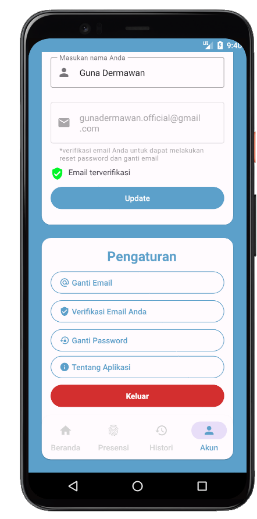 9:40
Masukan nama Anda
Guna Dermawan
gunadermawan.official@gmail
.com
*verifikasi email Anda untuk dapat melakukan
reset password dan ganti email
Email terverifikasi
Update
Pengaturan
Ganti Email
Verifikasi Email Anda
Ganti Password
Tentang Aplikasi
Keluar
Beranda
Presensi
Histori
Akun